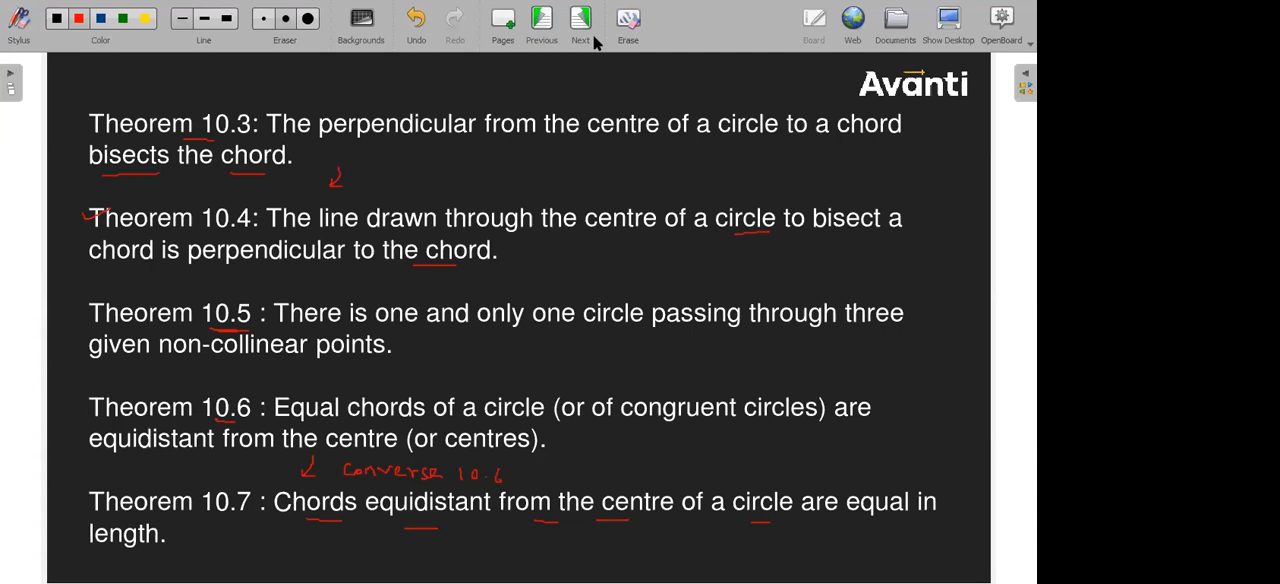 Stylus
Color
Line
Eraser
Backgrounds
Undo
Redo
Pages
Previous
Next
Erase
Board
Web
Documents
Show Desktop
OpenBoard
Avanti
Theorem 10.3: The perpendicular from the centre of a circle to a chord
bisects the chord.
Theorem 10.4: The line drawn through the centre of a circle to bisect a
chord is perpendicular to the chord.
Theorem 10.5 : There is one and only one circle passing through three
given non-collinear points.
Theorem 10.6 : Equal chords of a circle (or of congruent circles) are
equidistant from the centre (or centres).
Converse 10.6
Theorem 10.7 : Chords equidistant from the centre of a circle are equal in
length.